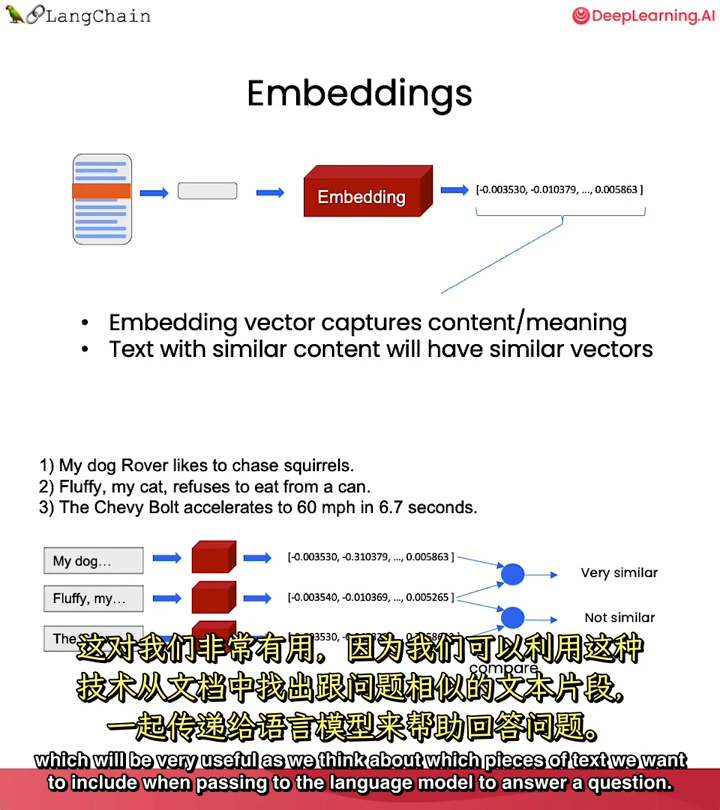 LangChain
DeepLearning.AI
Embeddings
Embedding
[-0.003530, -0.010379, ..., 0.005863 ]
• Embedding vector captures content/meaning
• Text with similar content will have similar vectors
1) My dog Rover likes to chase squirrels.
2) Fluffy, my cat, refuses to eat from a can.
3) The Chevy Bolt accelerates to 60 mph in 6.7 seconds.
My dog...
[-0.003530, -0.310379, ..., 0.005863 ]
Very similar
Fluffy, my...
[-0.003540, -0.010369, ..., 0.005265 ]
Not similar
The
compare
这对我们非常有用，因为我们可以利用这种
技术从文档中找出跟问题相似的文本片段，
一起传递给语言模型来帮助回答问题。
which will be very useful as we think about which pieces of text we want
to include when passing to the language model to answer a question.